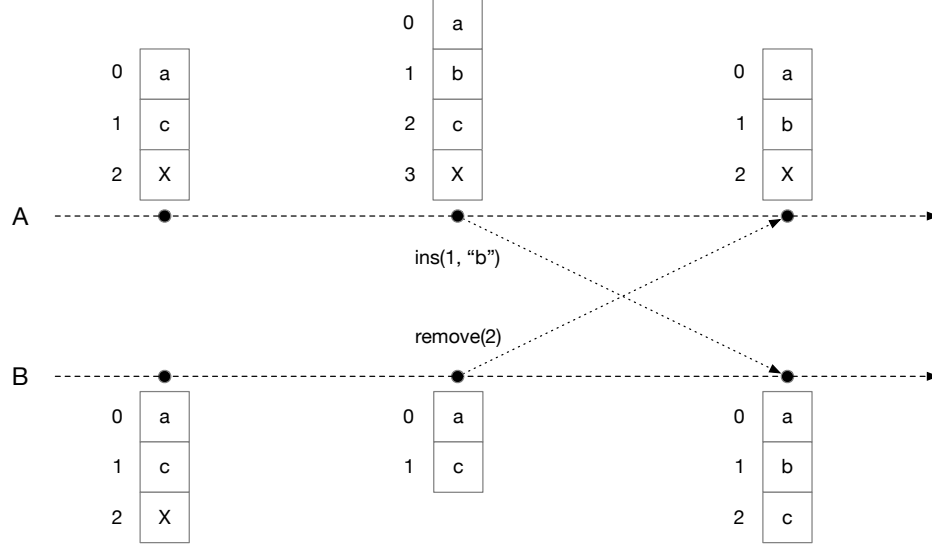 0 a
0 a 0 a
1 b
1 c 1 b
2 c
2 X 3 X 2 X
A
ins(1, “b”)
remove(2)
B
0 a 0 a 0 a
1 c 1 c 1 b
2 X 2 c